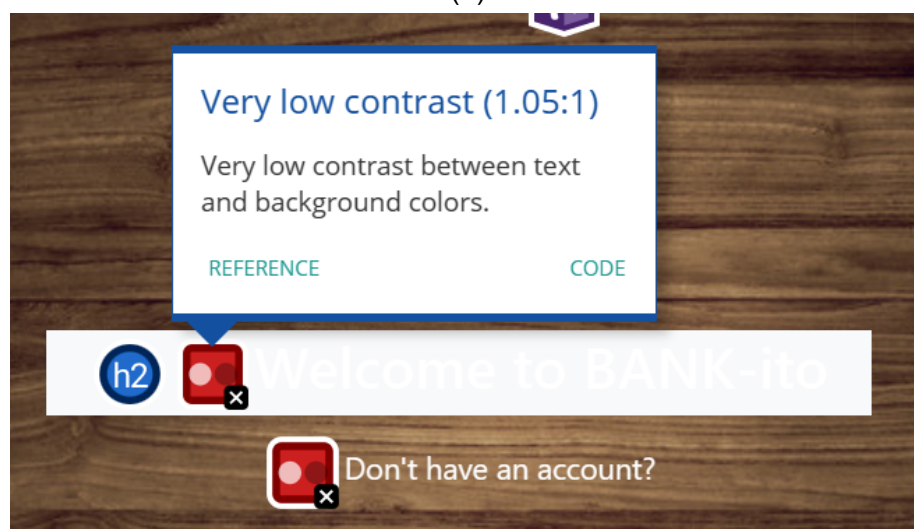 Very low contrast (1.05:1)
Very low contrast between text
and background colors.
REFERENCE CODE
h2 Welcome to BANK-ito
Don't have an account?